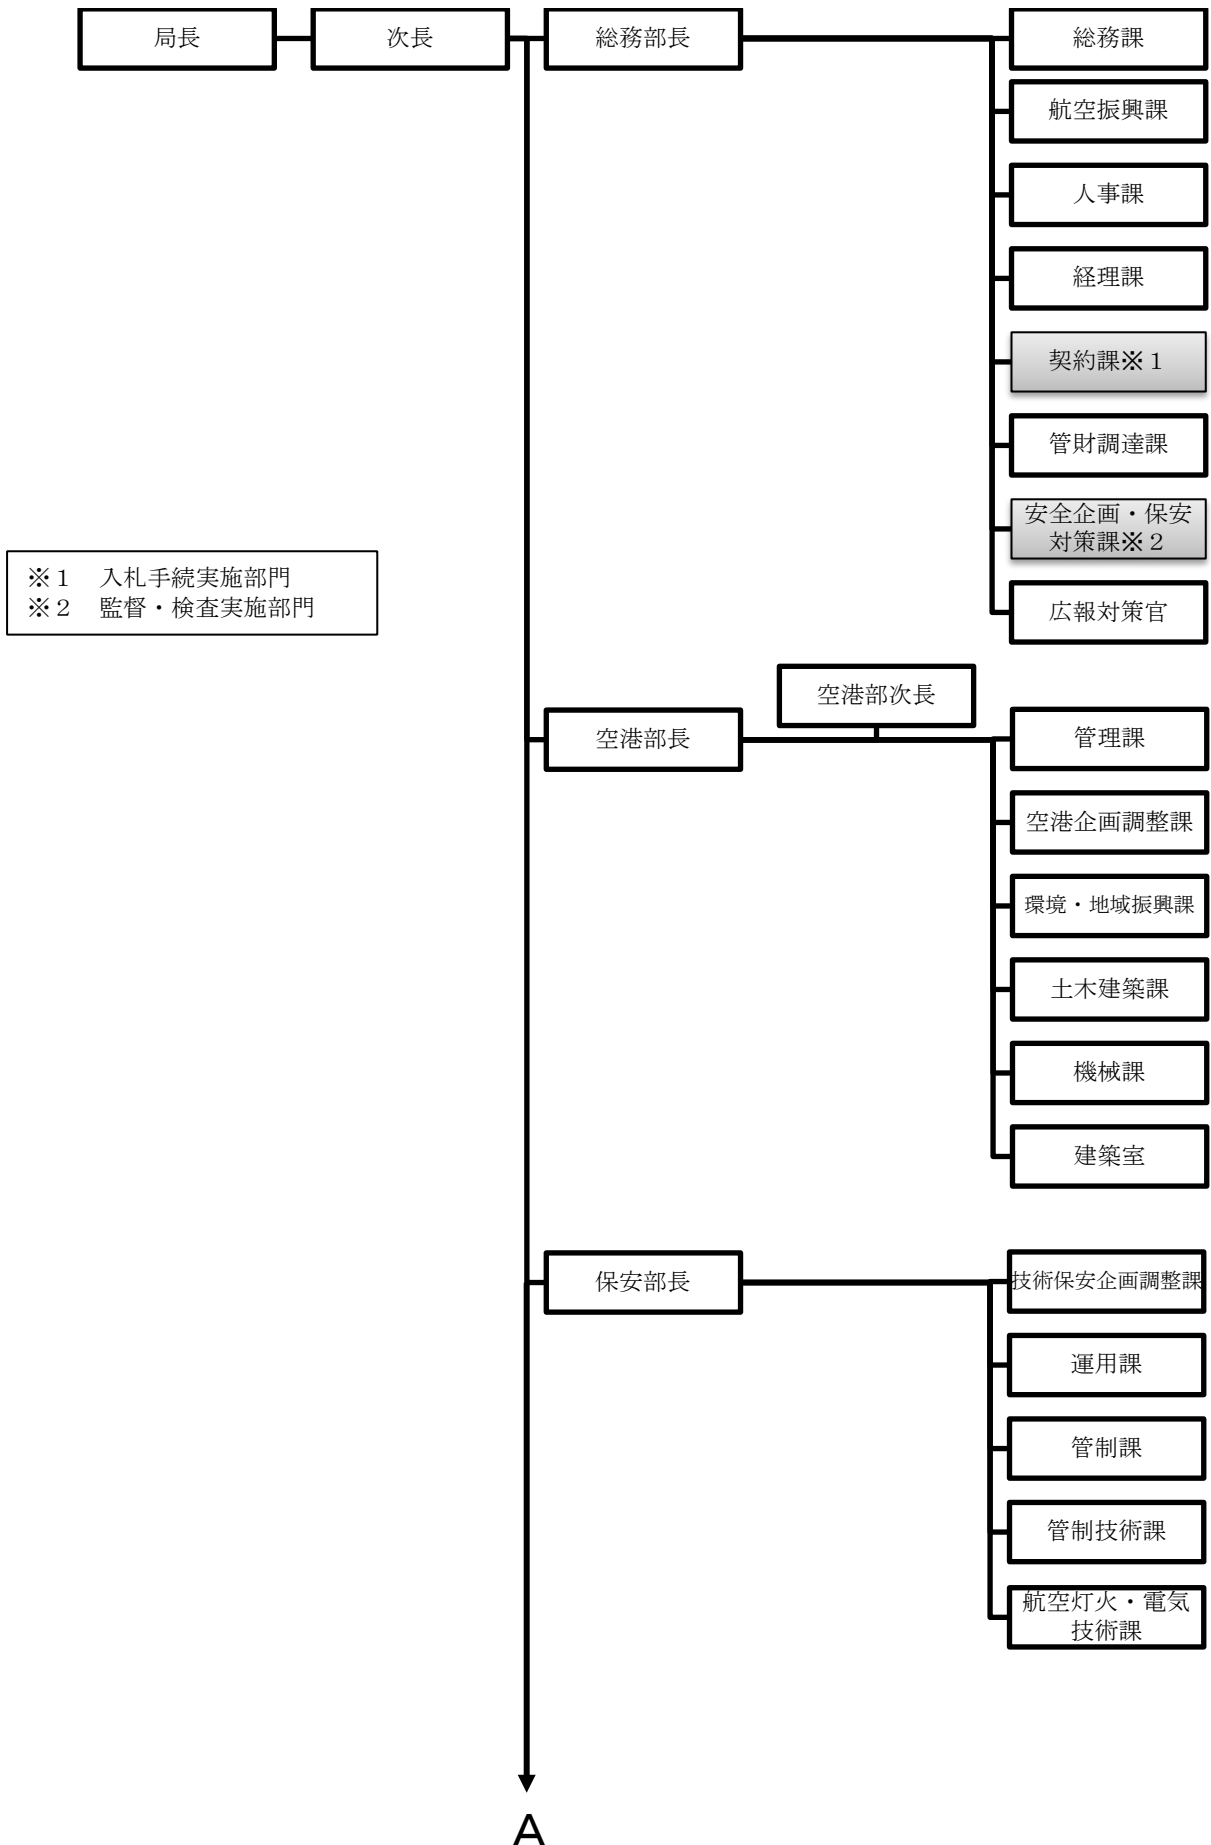 局長
次長
総務部長
総務課
航空振興課
人事課
経理課
契約課※1
管財調達課
安全企画・保安
対策課※2
広報対策官
※1 入札手続実施部門
※2 監督・検査実施部門
空港部長
空港部次長
管理課
空港企画調整課
環境・地域振興課
土木建築課
機械課
建築室
保安部長
技術保安企画調整課
運用課
管制課
管制技術課
航空灯火・電気
技術課
A